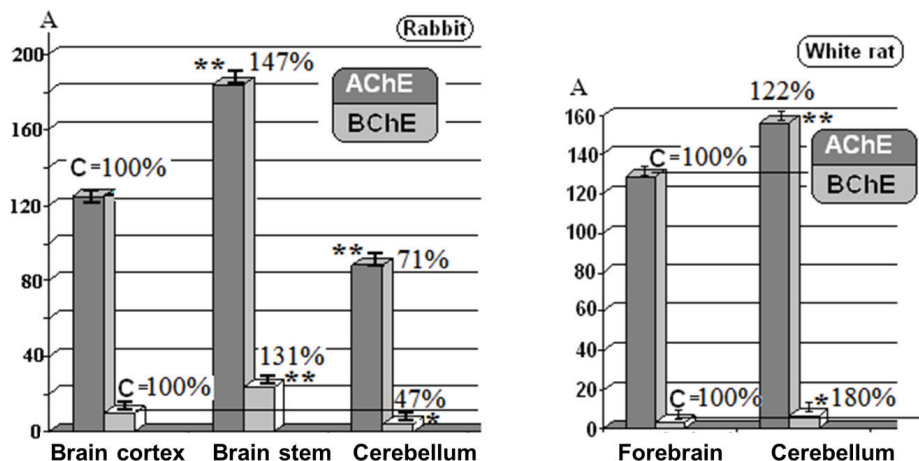 A
Rabbit
200
160
120
80
40
0
** 147%
AChE
BChE
C=100%
** 71%
131%
**
C=100%
47%
*
Brain cortex Brain stem Cerebellum
White rat
A
160
140
120
100
80
60
40
20
0
122%
**
C=100%
AChE
BChE
C=100%
*180%
Forebrain Cerebellum